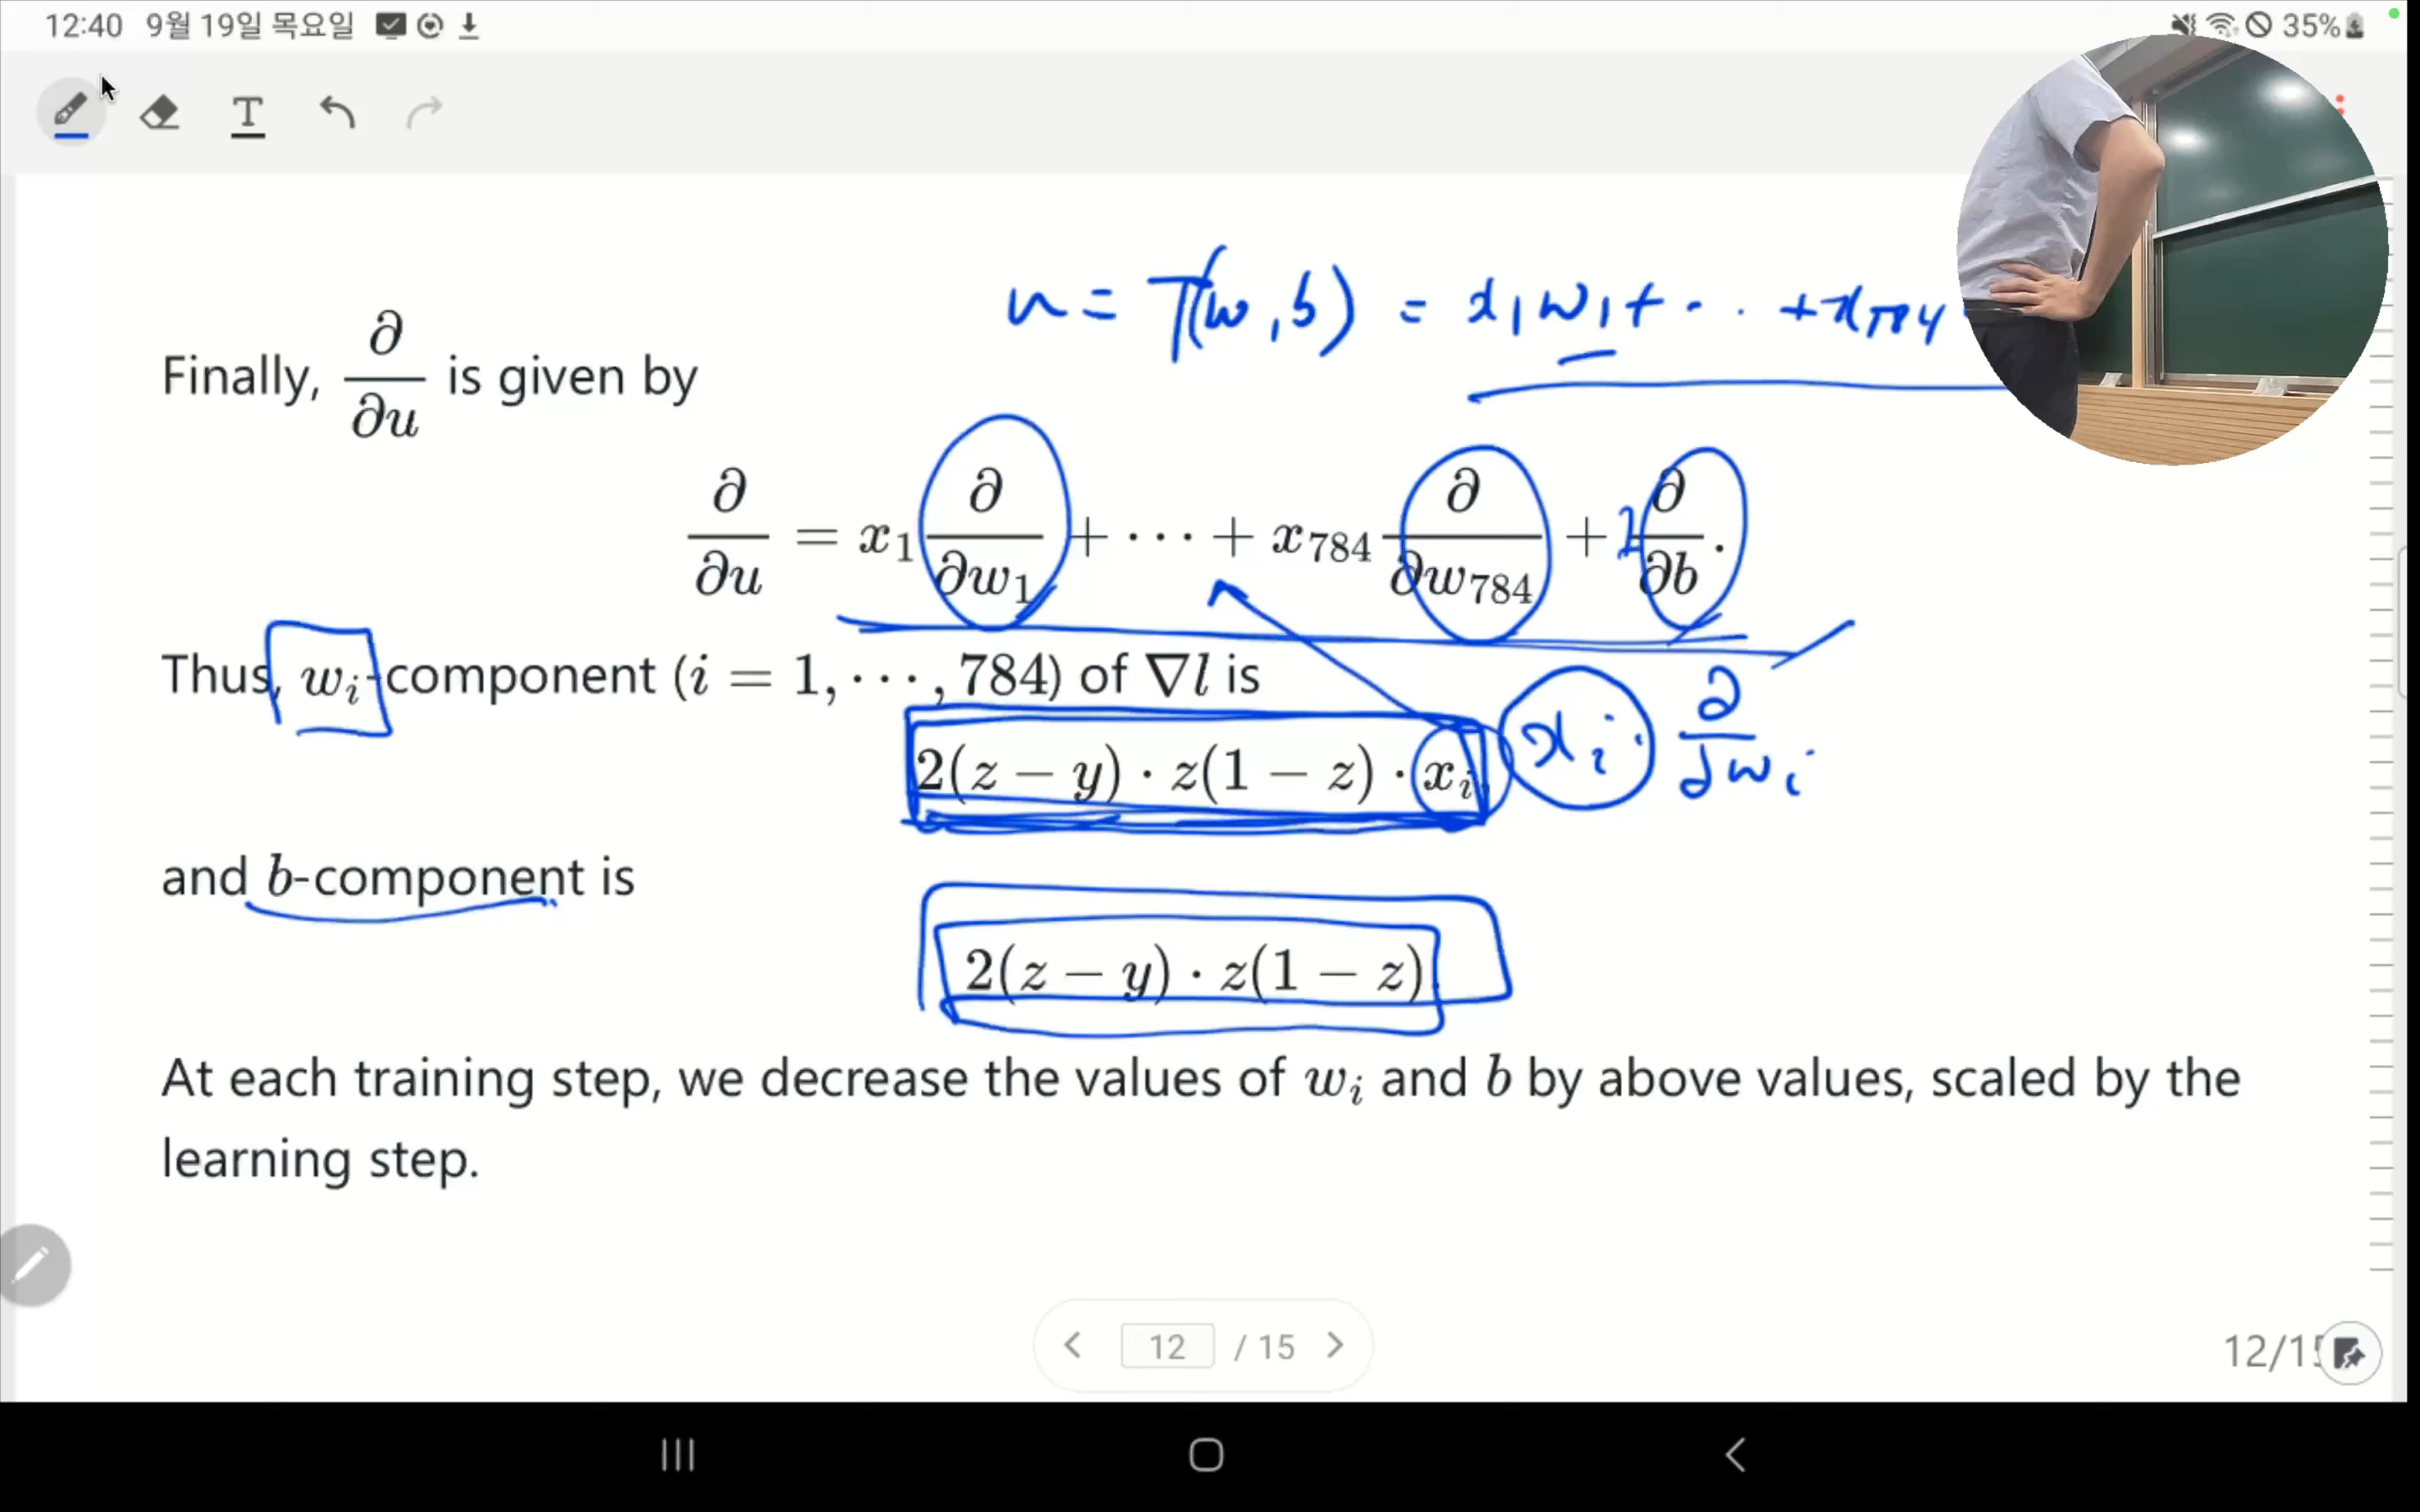 12:40 9월 19일 목요일 35%
T
u = T(w, b) = x₁w₁ + ·· + x₇₈₄
Finally, ∂/∂u is given by
∂/∂u = x₁ ∂/∂w₁ + ··· + x₇₈₄ ∂/∂w₇₈₄ + 1 ∂/∂b.
Thus, wᵢ-component (i = 1, ··· , 784) of ∇l is
2(z − y) · z(1 − z) · xᵢ xᵢ · ∂/∂wᵢ
and b-component is
2(z − y) · z(1 − z)
At each training step, we decrease the values of wᵢ and b by above values, scaled by the
learning step.
12 / 15
12/15